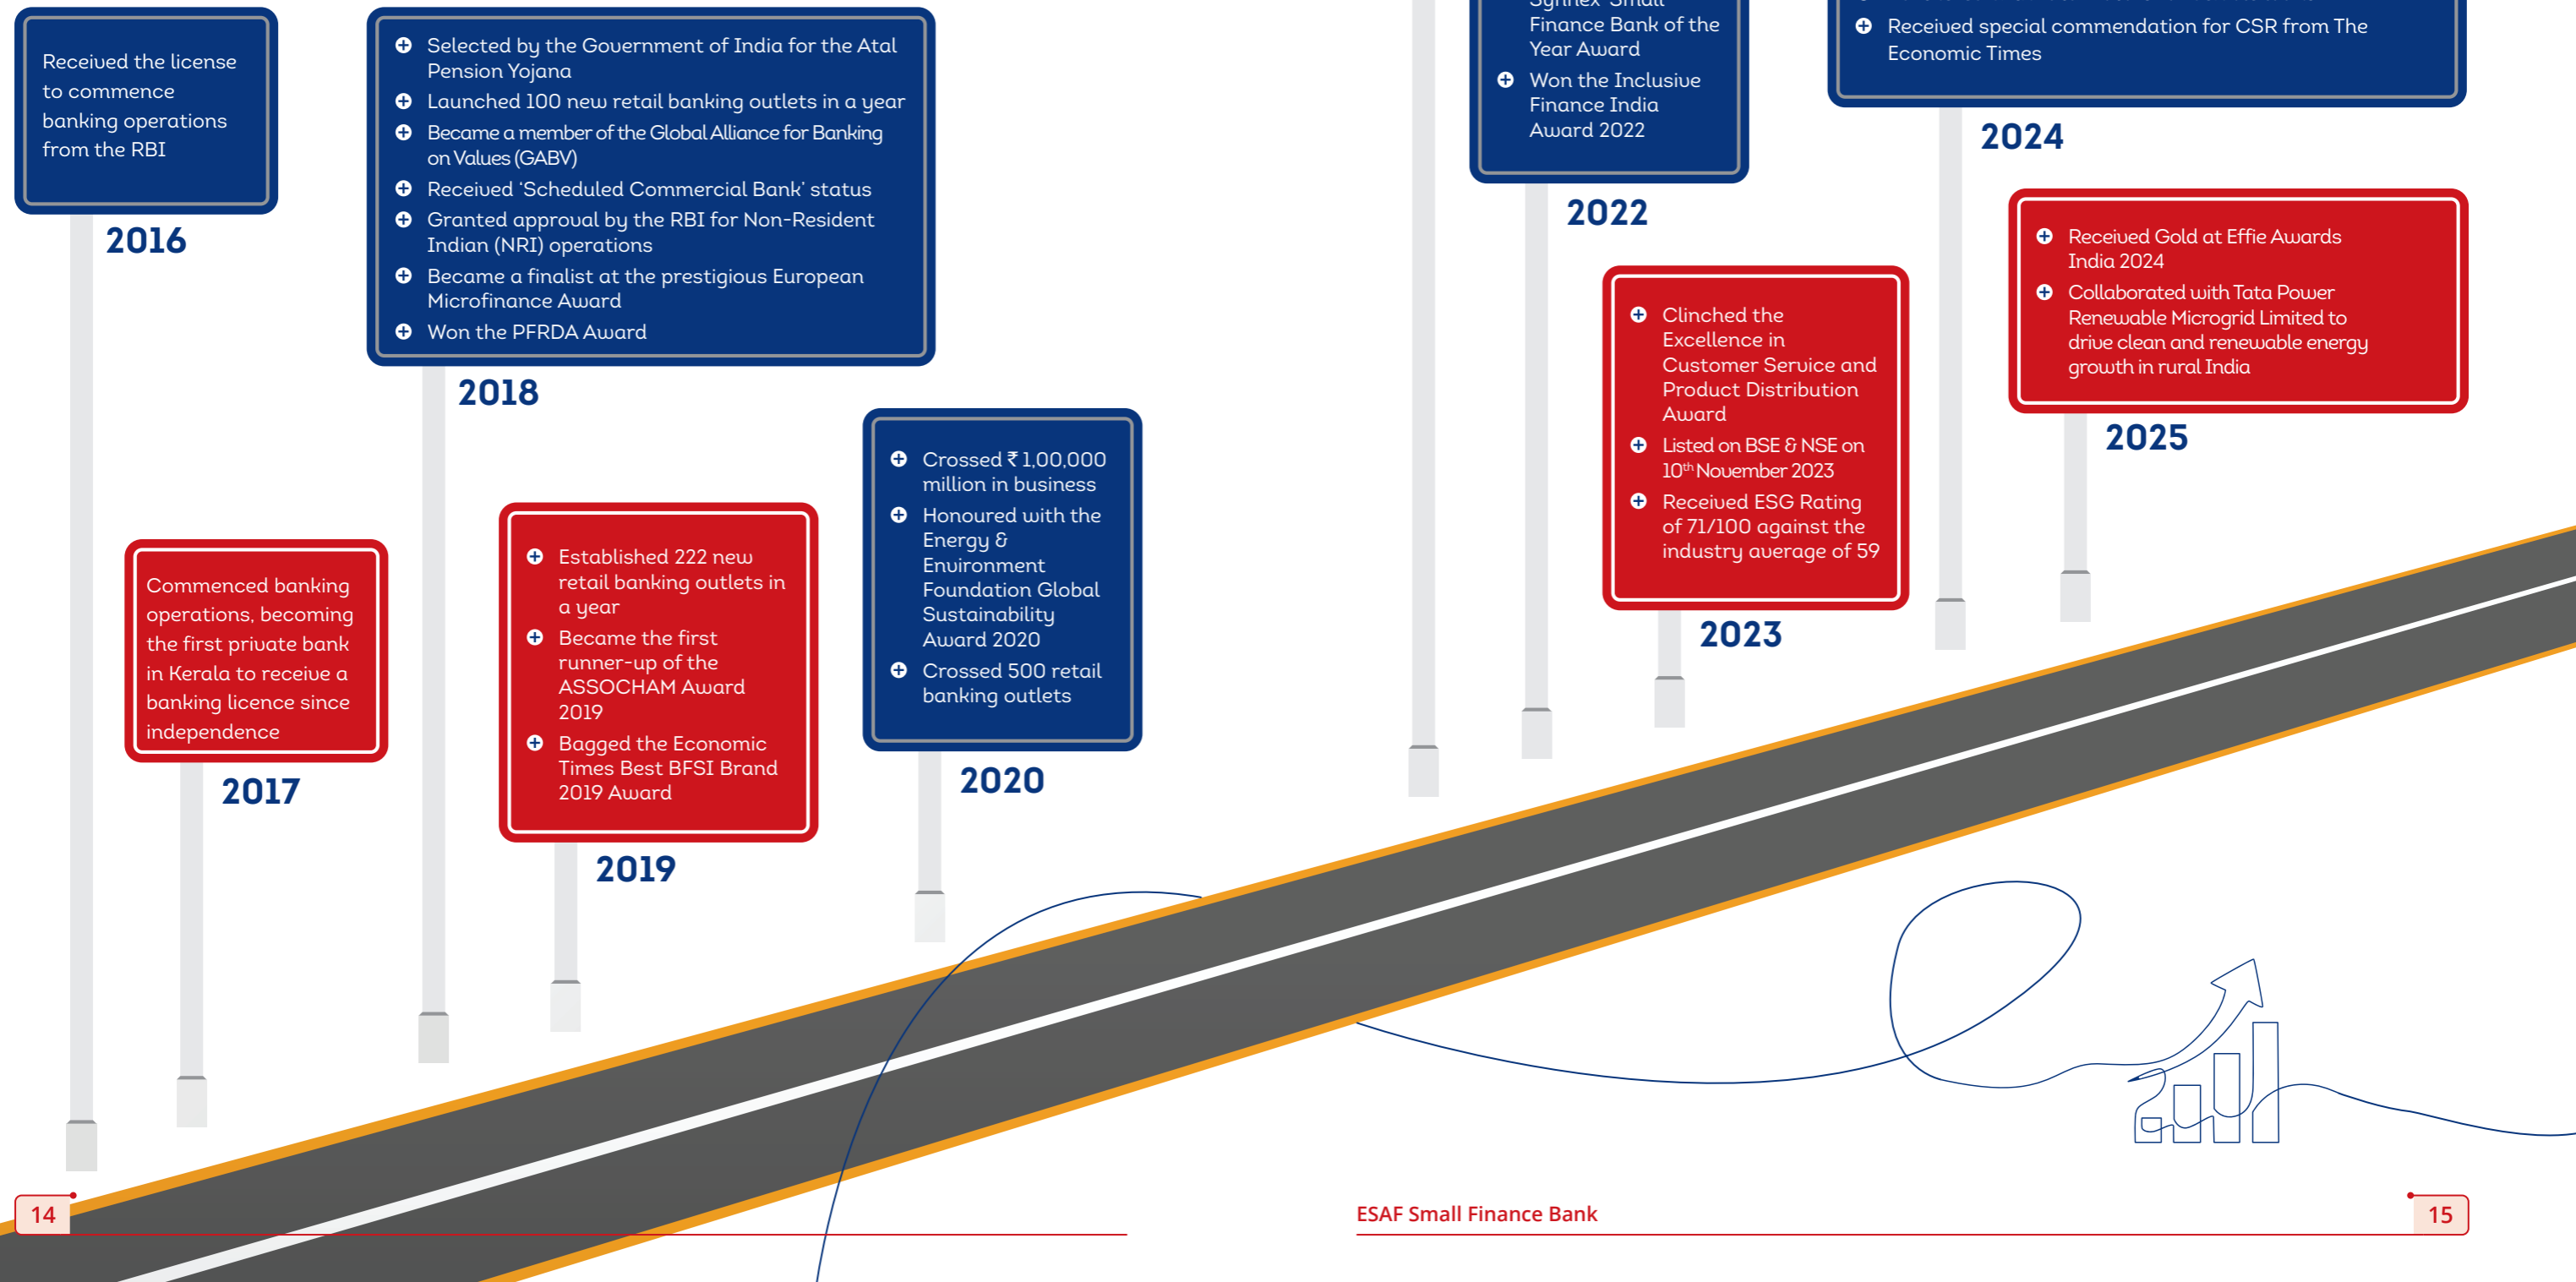 Received the license
to commence
banking operations
from the RBI
2016
Commenced banking
operations, becoming
the first private bank
in Kerala to receive a
banking licence since
independence
2017
Selected by the Government of India for the Atal
Pension Yojana
Launched 100 new retail banking outlets in a year
Became a member of the Global Alliance for Banking
on Values (GABV)
Received ‘Scheduled Commercial Bank’ status
Granted approval by the RBI for Non-Resident
Indian (NRI) operations
Became a finalist at the prestigious European
Microfinance Award
Won the PFRDA Award
2018
Established 222 new
retail banking outlets in
a year
Became the first
runner-up of the
ASSOCHAM Award
2019
Bagged the Economic
Times Best BFSI Brand
2019 Award
2019
Crossed ₹ 1,00,000
million in business
Honoured with the
Energy &
Environment
Foundation Global
Sustainability
Award 2020
Crossed 500 retail
banking outlets
2020
Synnex Small
Finance Bank of the
Year Award
Won the Inclusive
Finance India
Award 2022
2022
Clinched the
Excellence in
Customer Service and
Product Distribution
Award
Listed on BSE & NSE on
10th November 2023
Received ESG Rating
of 71/100 against the
industry average of 59
2023
Received special commendation for CSR from The
Economic Times
2024
Received Gold at Effie Awards
India 2024
Collaborated with Tata Power
Renewable Microgrid Limited to
drive clean and renewable energy
growth in rural India
2025
14
ESAF Small Finance Bank
15